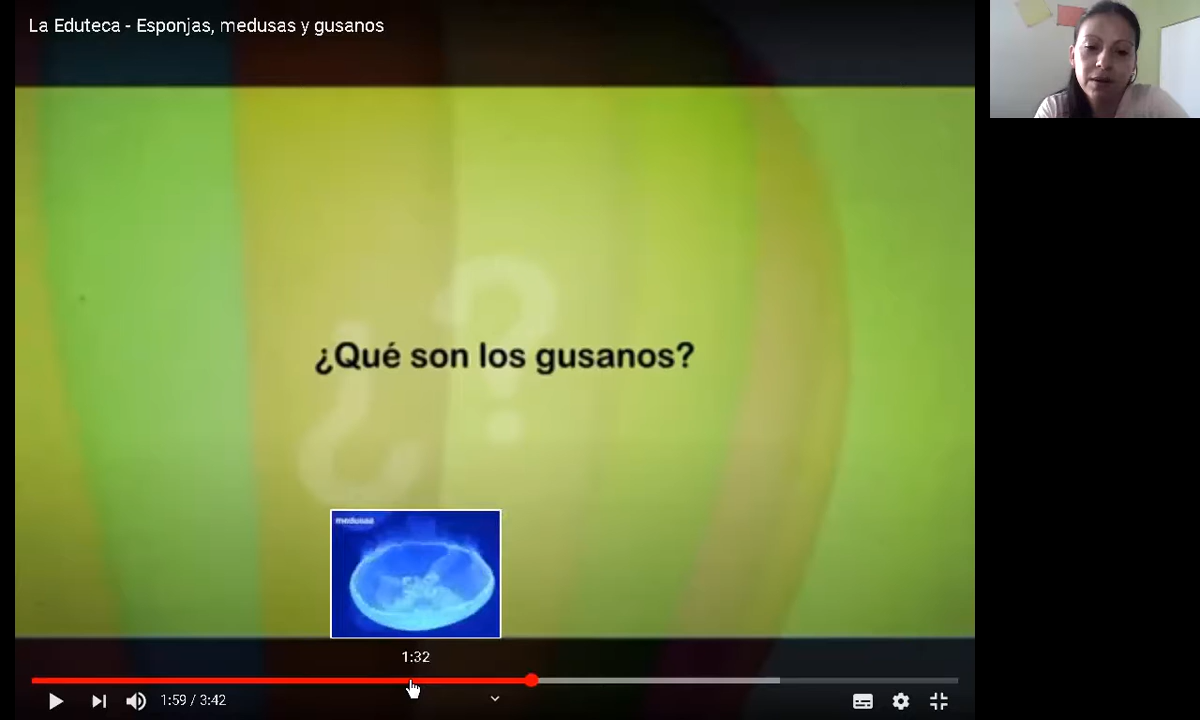 La Eduteca - Esponjas, medusas y gusanos
¿Qué son los gusanos?
medusas
1:32
1:59 / 3:42